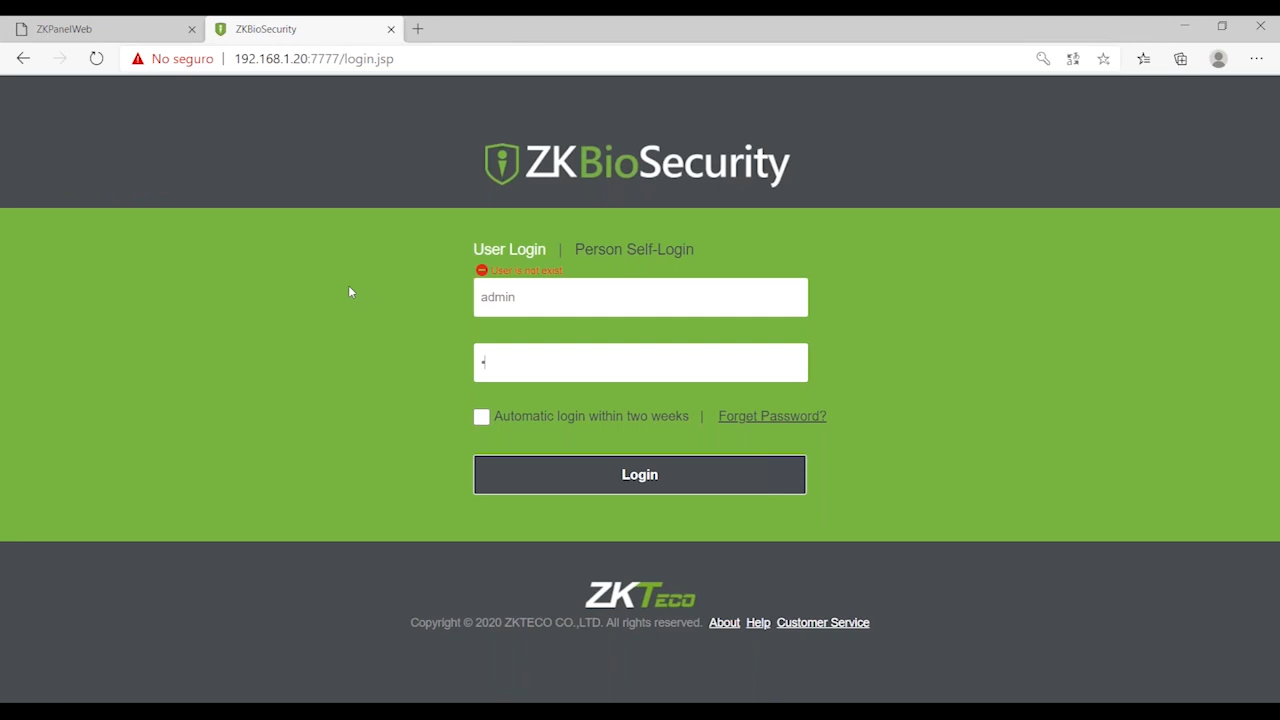 ZKPanelWeb
ZKBioSecurity
No seguro | 192.168.1.20:7777/login.jsp
ZKBioSecurity
User Login | Person Self-Login
User is not exist
admin
Automatic login within two weeks | Forget Password?
Login
ZKTECO
Copyright © 2020 ZKTECO CO.,LTD. All rights reserved. About Help Customer Service